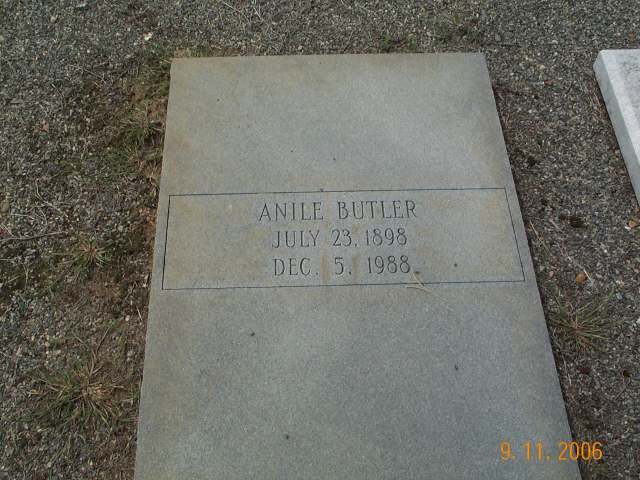 ANILE BUTLER
JULY 23, 1898
DEC. 5, 1988
9.11.2006